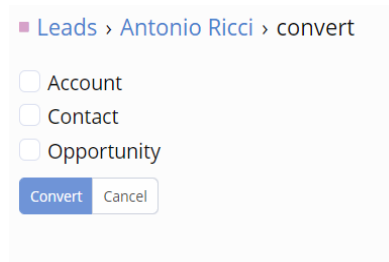 Leads › Antonio Ricci › convert
Account
Contact
Opportunity
Convert Cancel